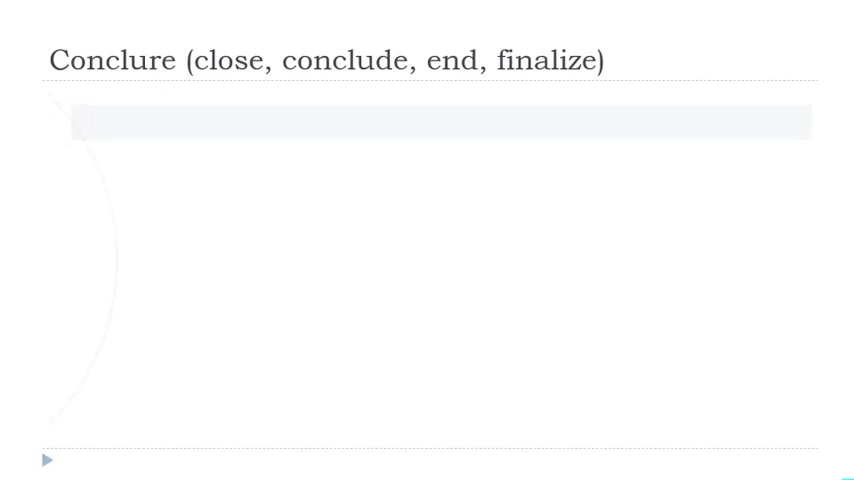 Conclure (close, conclude, end, finalize)